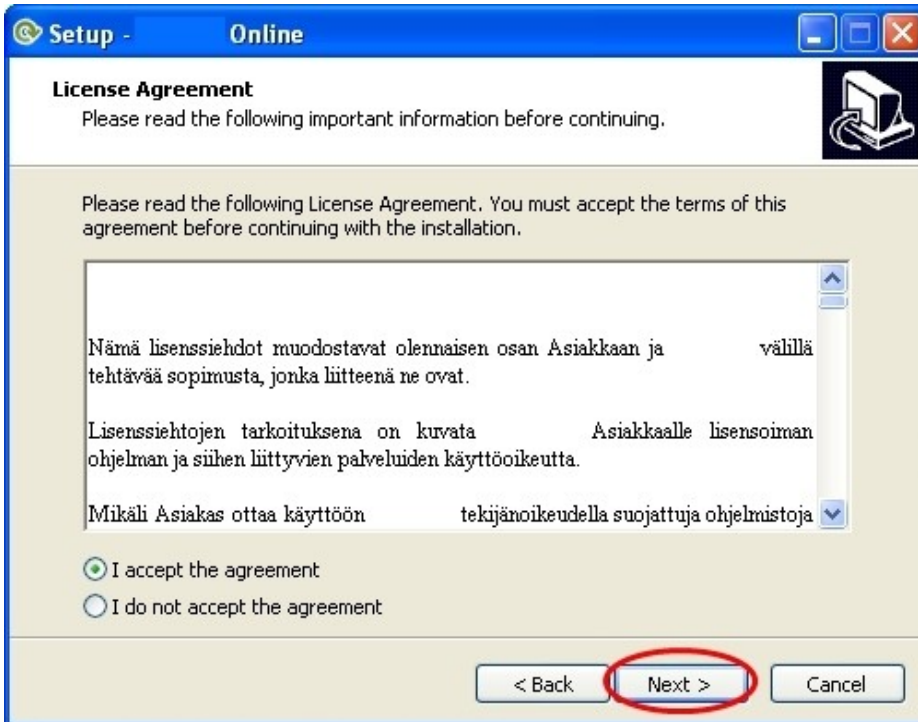 Setup - Online
License Agreement
Please read the following important information before continuing.
Please read the following License Agreement. You must accept the terms of this
agreement before continuing with the installation.
Nämä lisenssiehdot muodostavat olennaisen osan Asiakkaan ja välillä
tehtävää sopimusta, jonka liitteenä ne ovat.
Lisenssiehtojen tarkoituksena on kuvata Asiakkaalle lisensoiman
ohjelman ja siihen liittyvien palveluiden käyttöoikeutta.
Mikäli Asiakas ottaa käyttöön tekijänoikeudella suojattuja ohjelmistoja
I accept the agreement
I do not accept the agreement
< Back Next > Cancel